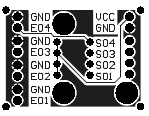 GND VCC
E04 GND
GND SO4
E03 SO3
GND SO2
E02 SO1
GND
E01